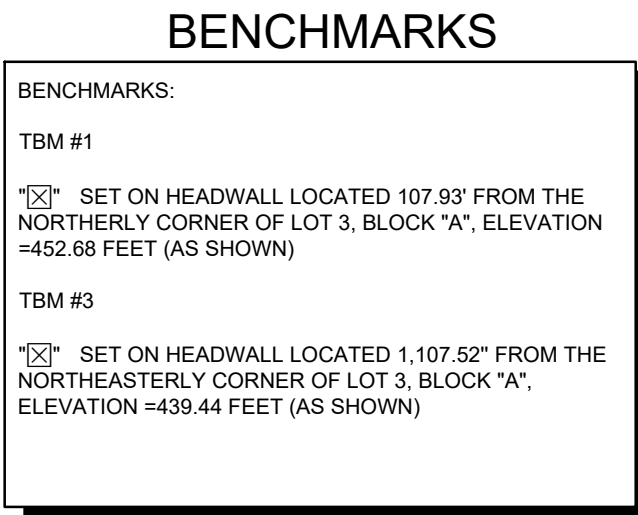 BENCHMARKS
BENCHMARKS:
TBM #1
"☒" SET ON HEADWALL LOCATED 107.93' FROM THE
NORTHERLY CORNER OF LOT 3, BLOCK "A", ELEVATION
=452.68 FEET (AS SHOWN)
TBM #3
"☒" SET ON HEADWALL LOCATED 1,107.52" FROM THE
NORTHEASTERLY CORNER OF LOT 3, BLOCK "A",
ELEVATION =439.44 FEET (AS SHOWN)